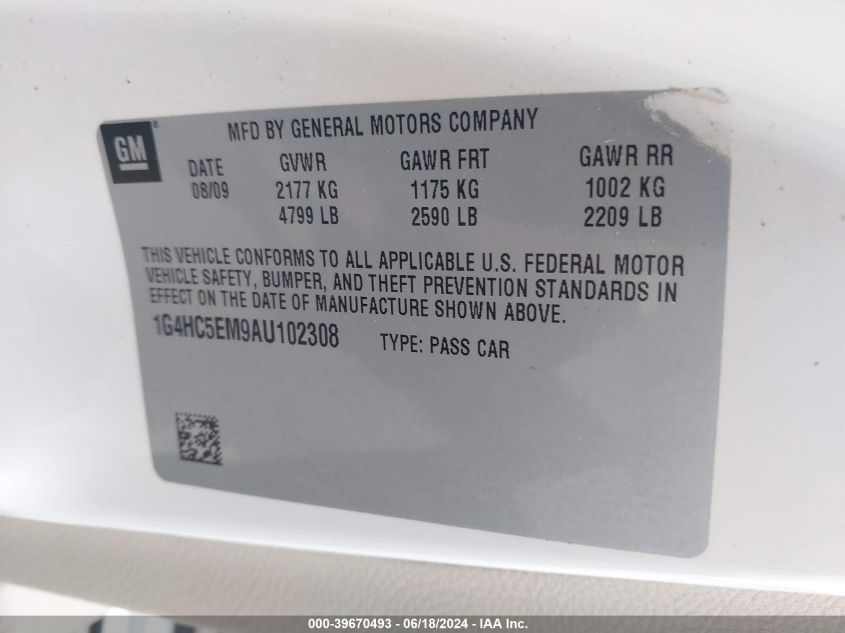 GM®
MFD BY GENERAL MOTORS COMPANY
DATE GVWR GAWR FRT GAWR RR
08/09 2177 KG 1175 KG 1002 KG
4799 LB 2590 LB 2209 LB
THIS VEHICLE CONFORMS TO ALL APPLICABLE U.S. FEDERAL MOTOR
VEHICLE SAFETY, BUMPER, AND THEFT PREVENTION STANDARDS IN
EFFECT ON THE DATE OF MANUFACTURE SHOWN ABOVE.
1G4HC5EM9AU102308 TYPE: PASS CAR
000-39670493 - 06/18/2024 - IAA Inc.